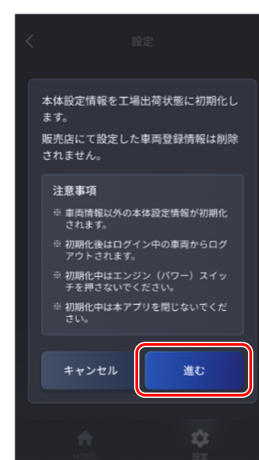 設定
本体設定情報を工場出荷状態に初期化し
ます。
販売店にて設定した車両登録情報は削除
されません。
注意事項
※ 車両情報以外の本体設定情報が初期化
されます。
※ 初期化後はログイン中の車両からログ
アウトされます。
※ 初期化中はエンジン（パワー）スイッ
チを押さないでください。
※ 初期化中は本アプリを閉じないでくだ
さい。
キャンセル
進む
HOME
設定